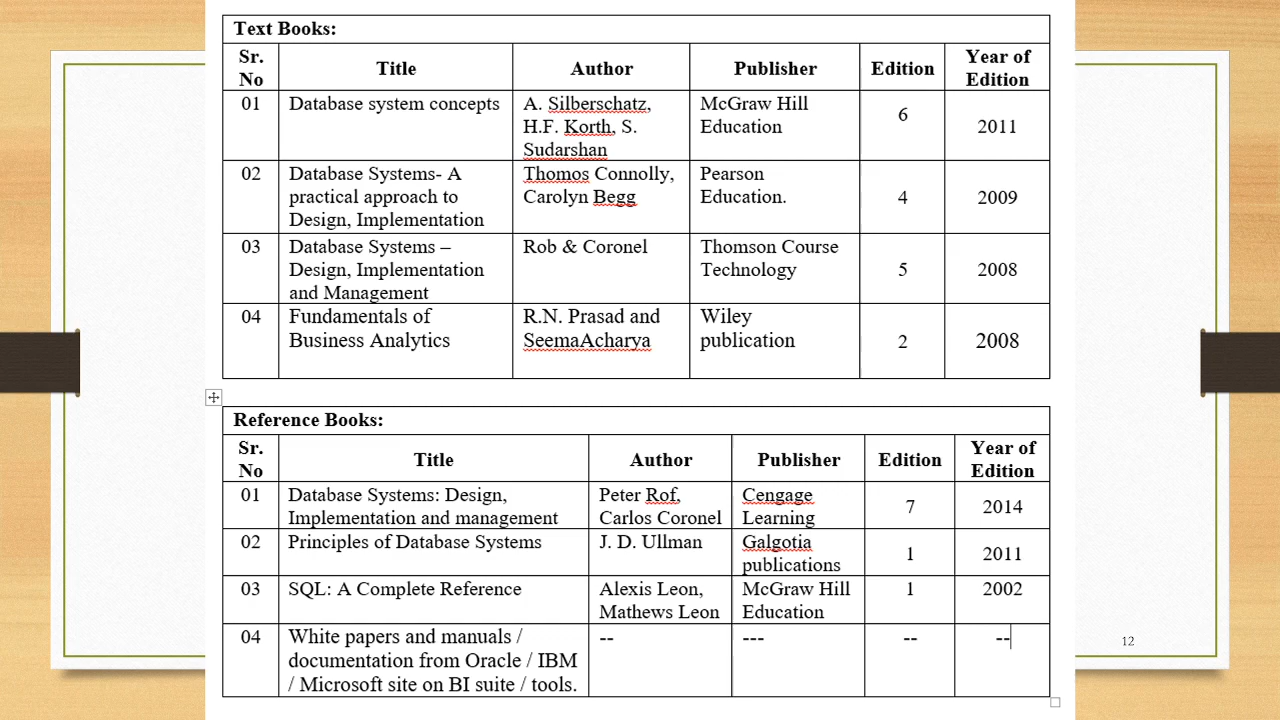 Text Books:
Sr. No Title Author Publisher Edition Year of Edition
01 Database system concepts A. Silberschatz, McGraw Hill 6 2011
H.F. Korth, S. Education
Sudarshan
02 Database Systems- A Thomos Connolly, Pearson 4 2009
practical approach to Carolyn Begg Education.
Design, Implementation
03 Database Systems – Rob & Coronel Thomson Course 5 2008
Design, Implementation Technology
and Management
04 Fundamentals of R.N. Prasad and Wiley 2 2008
Business Analytics SeemaAcharya publication
Reference Books:
Sr. No Title Author Publisher Edition Year of Edition
01 Database Systems: Design, Peter Rof, Cengage 7 2014
Implementation and management Carlos Coronel Learning
02 Principles of Database Systems J. D. Ullman Galgotia 1 2011
publications
03 SQL: A Complete Reference Alexis Leon, McGraw Hill 1 2002
Mathews Leon Education
04 White papers and manuals / -- --- -- --
documentation from Oracle / IBM
/ Microsoft site on BI suite / tools.
12